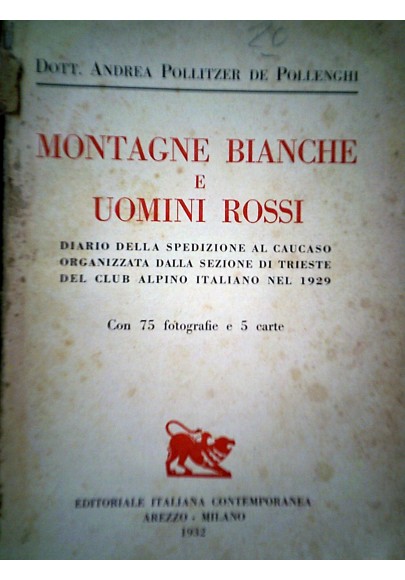 20
DOTT. ANDREA POLLITZER DE POLLENGHI
MONTAGNE BIANCHE
E
UOMINI ROSSI
DIARIO DELLA SPEDIZIONE AL CAUCASO
ORGANIZZATA DALLA SEZIONE DI TRIESTE
DEL CLUB ALPINO ITALIANO NEL 1929
Con 75 fotografie e 5 carte
EDITORIALE ITALIANA CONTEMPORANEA
AREZZO - MILANO
1932